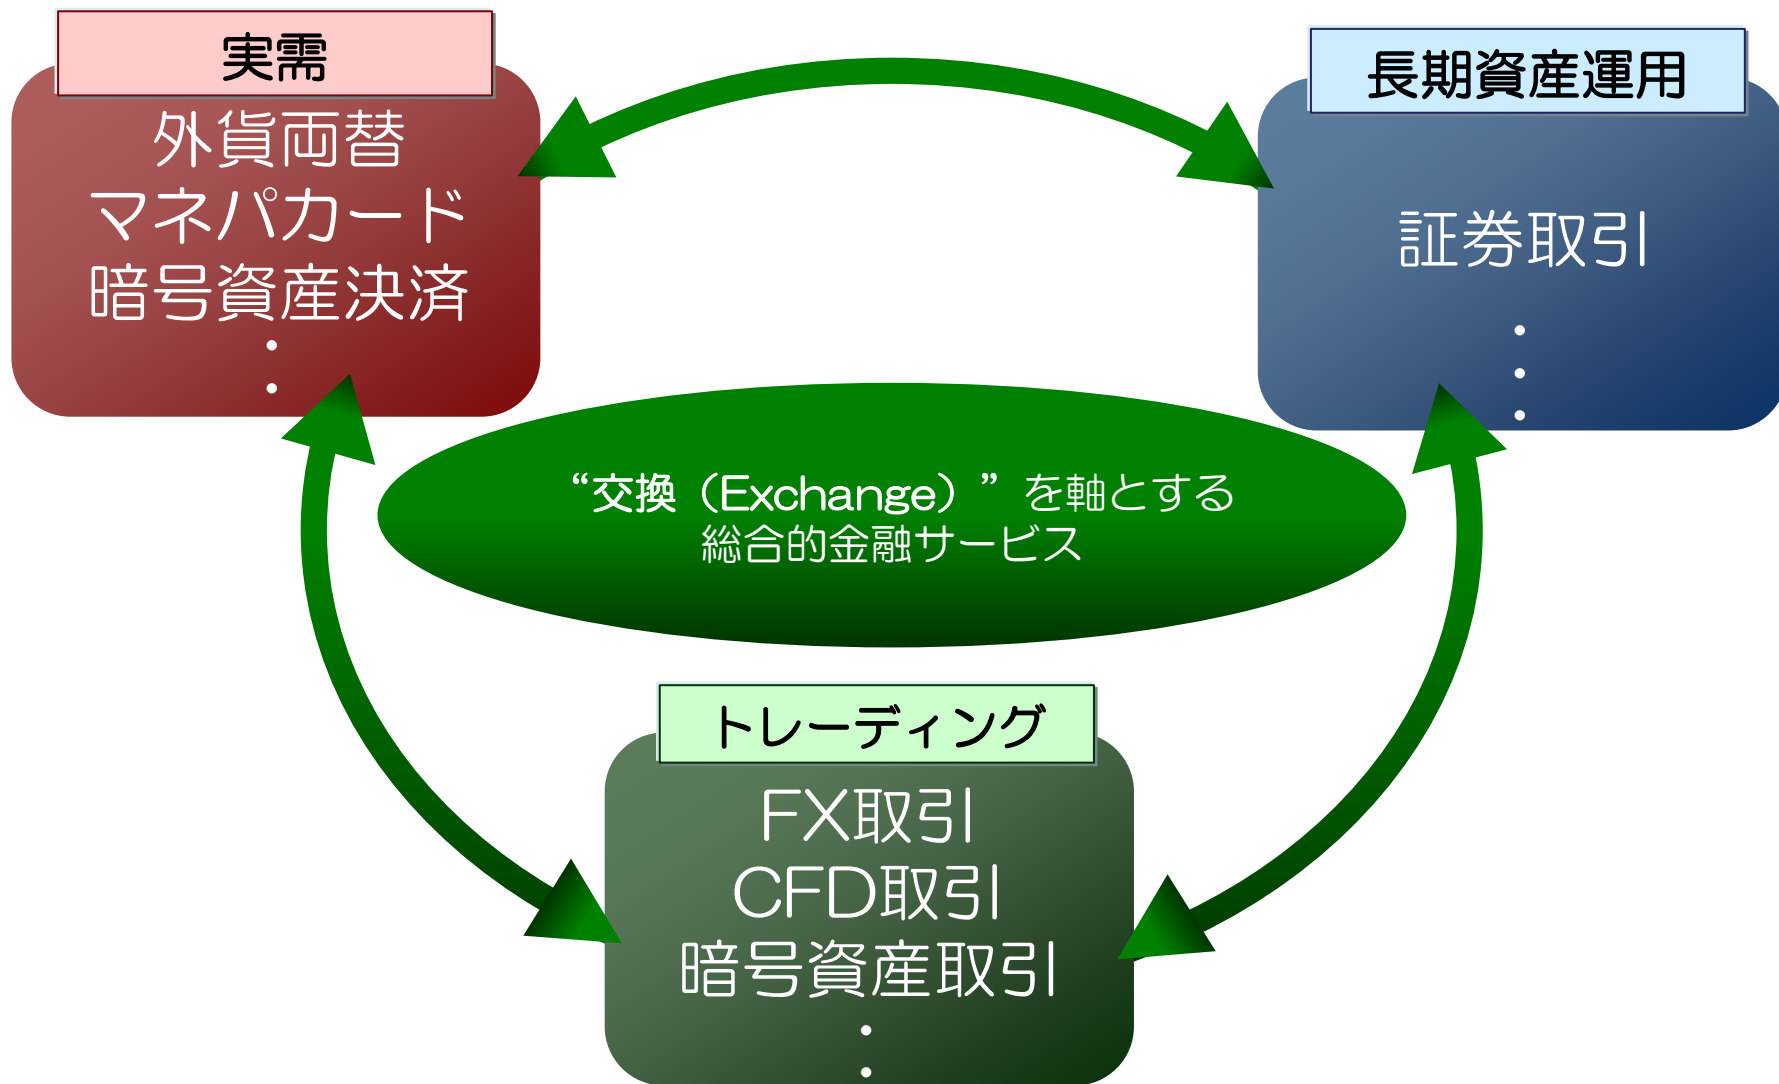 実需
外貨両替
マネパカード
暗号資産決済
・
・
長期資産運用
証券取引
・
・
・
“交換（Exchange）”を軸とする
総合的金融サービス
トレーディング
FX取引
CFD取引
暗号資産取引
・
・